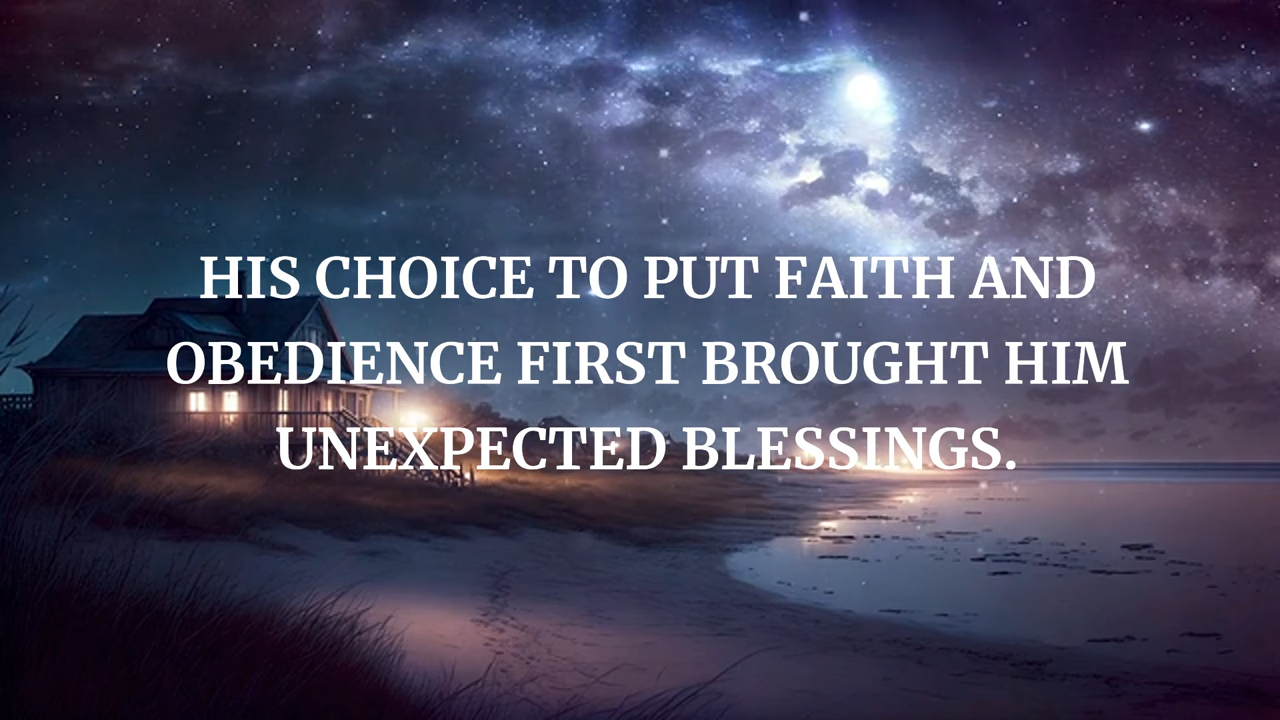 HIS CHOICE TO PUT FAITH AND
OBEDIENCE FIRST BROUGHT HIM
UNEXPECTED BLESSINGS.